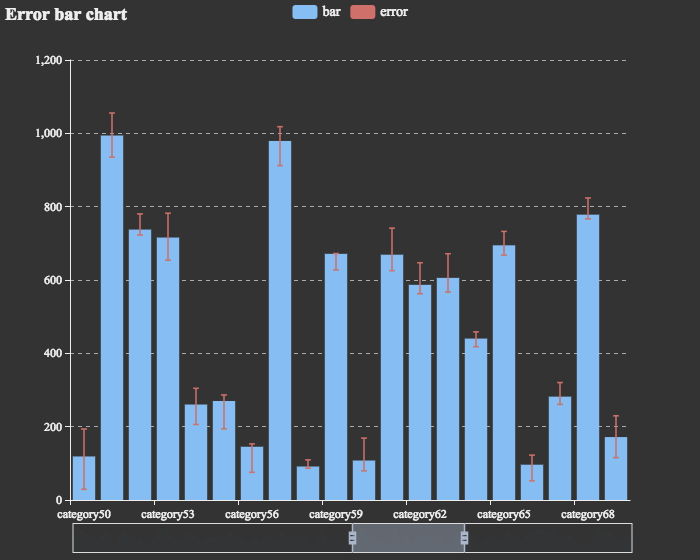 Error bar chart
bar
error
1,200
1,000
800
600
400
200
0
category50
category53
category56
category59
category62
category65
category68